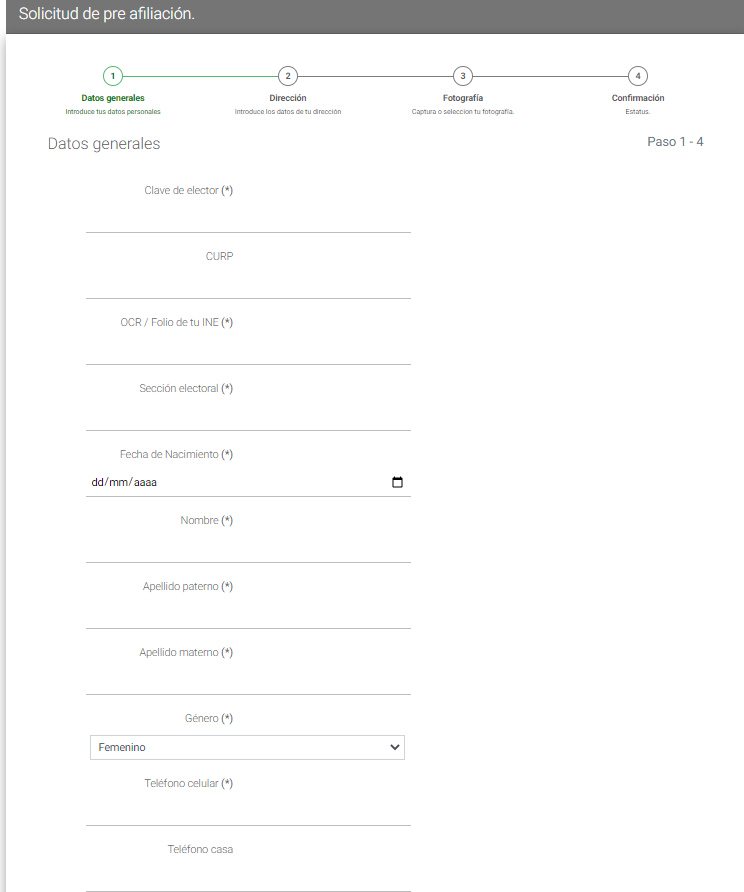 Solicitud de pre afiliación.
1 2 3 4
Datos generales Dirección Fotografía Confirmación
Introduce tus datos personales Introduce los datos de tu dirección Captura o seleccion tu fotografía. Estatus.
Datos generales Paso 1 - 4
Clave de elector (*)
CURP
OCR / Folio de tu INE (*)
Sección electoral (*)
Fecha de Nacimiento (*)
dd/mm/aaaa
Nombre (*)
Apellido paterno (*)
Apellido materno (*)
Género (*)
Femenino
Teléfono celular (*)
Teléfono casa